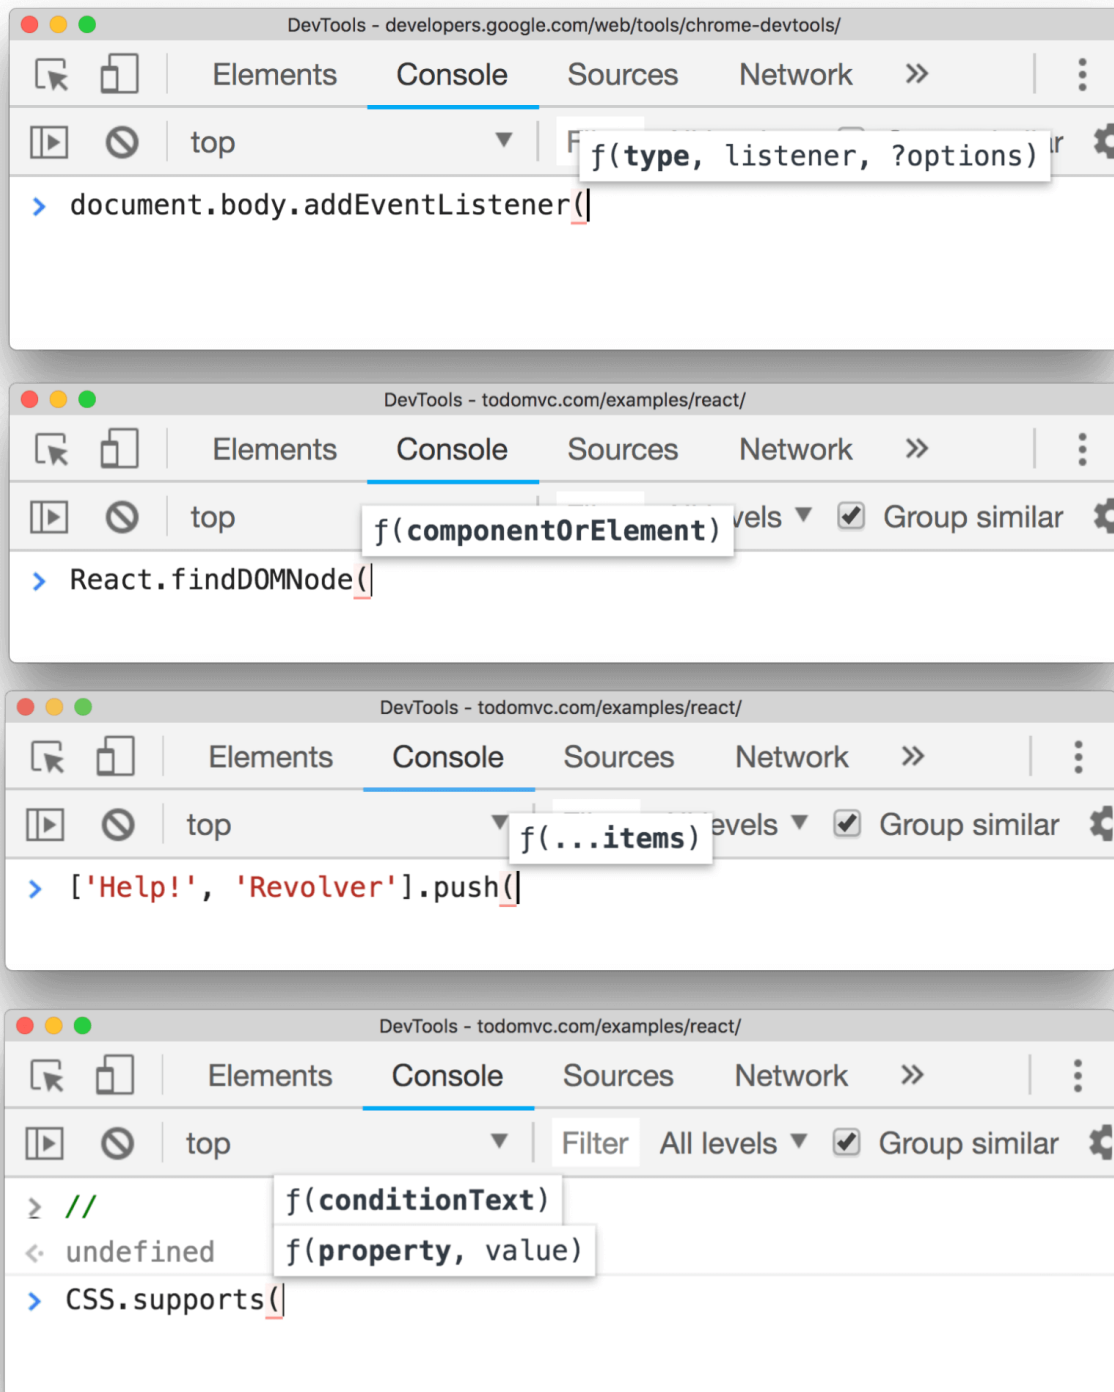 DevTools - developers.google.com/web/tools/chrome-devtools/
Elements Console Sources Network »
top
ƒ(type, listener, ?options)
> document.body.addEventListener(
DevTools - todomvc.com/examples/react/
Elements Console Sources Network »
top Group similar
ƒ(componentOrElement)
> React.findDOMNode(
DevTools - todomvc.com/examples/react/
Elements Console Sources Network »
top Group similar
ƒ(...items)
> ['Help!', 'Revolver'].push(
DevTools - todomvc.com/examples/react/
Elements Console Sources Network »
top Filter All levels Group similar
> //
ƒ(conditionText)
undefined
ƒ(property, value)
> CSS.supports(